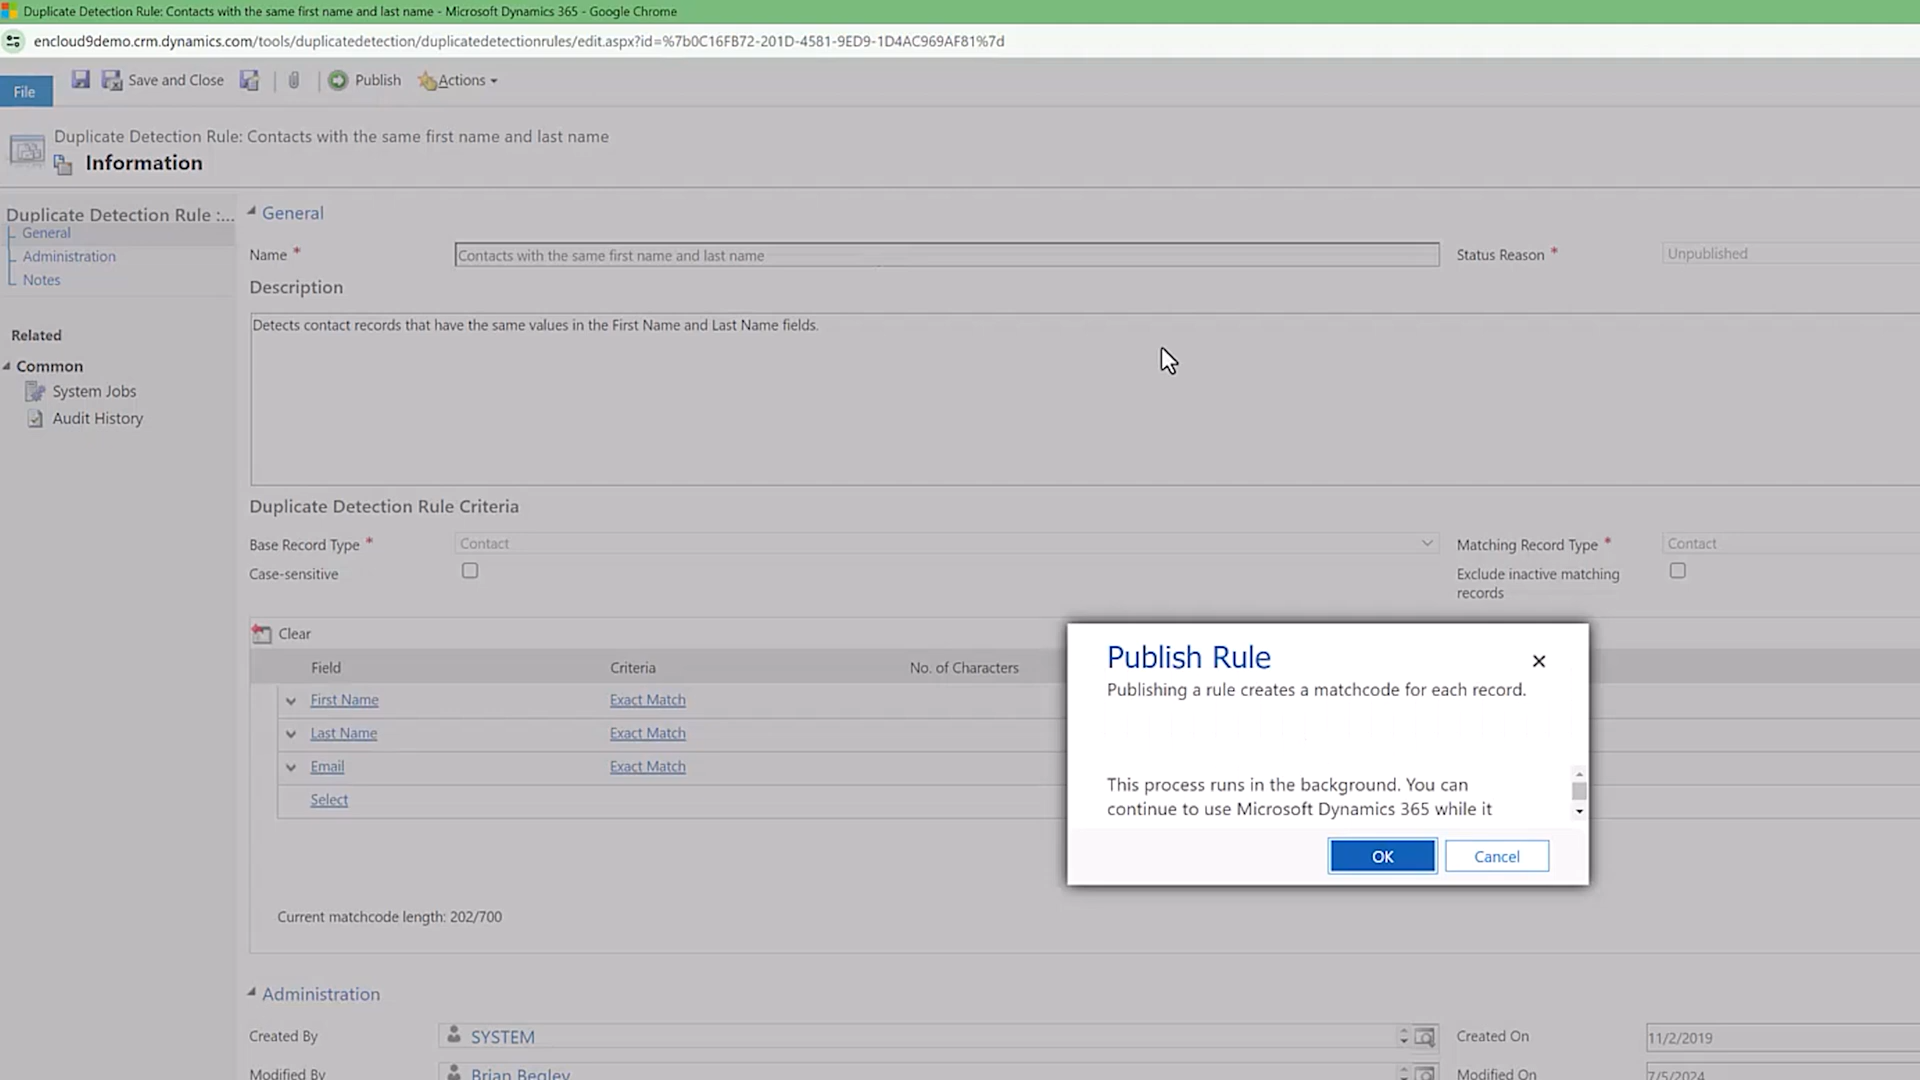 Duplicate Detection Rule: Contacts with the same first name and last name - Microsoft Dynamics 365 - Google Chrome
encloud9demo.crm.dynamics.com/tools/duplicatedetection/duplicatedetectionrules/edit.aspx?id=%7b0C16FB72-201D-4581-9ED9-1D4AC969AF81%7d
File
Save and Close
Publish
Actions
Duplicate Detection Rule: Contacts with the same first name and last name
Information
Duplicate Detection Rule :...
General
Administration
Notes
Related
Common
System Jobs
Audit History
General
Name *
Contacts with the same first name and last name
Status Reason *
Unpublished
Description
Detects contact records that have the same values in the First Name and Last Name fields.
Duplicate Detection Rule Criteria
Base Record Type *
Contact
Matching Record Type *
Contact
Case-sensitive
Exclude inactive matching
records
Clear
Field Criteria No. of Characters
First Name Exact Match
Last Name Exact Match
Email Exact Match
Select
Current matchcode length: 202/700
Publish Rule
Publishing a rule creates a matchcode for each record.
This process runs in the background. You can
continue to use Microsoft Dynamics 365 while it
OK
Cancel
Administration
Created By
SYSTEM
Created On
11/2/2019
Modified By
Brian Begley
Modified On
7/5/2024